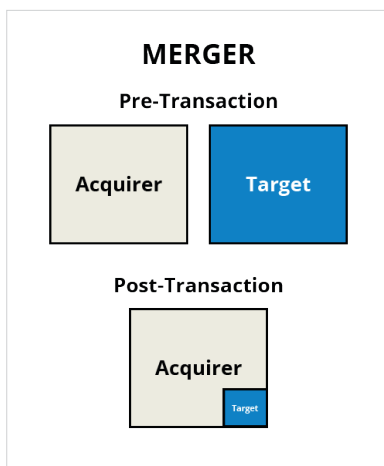 MERGER
Pre-Transaction
Acquirer
Target
Post-Transaction
Acquirer
Target